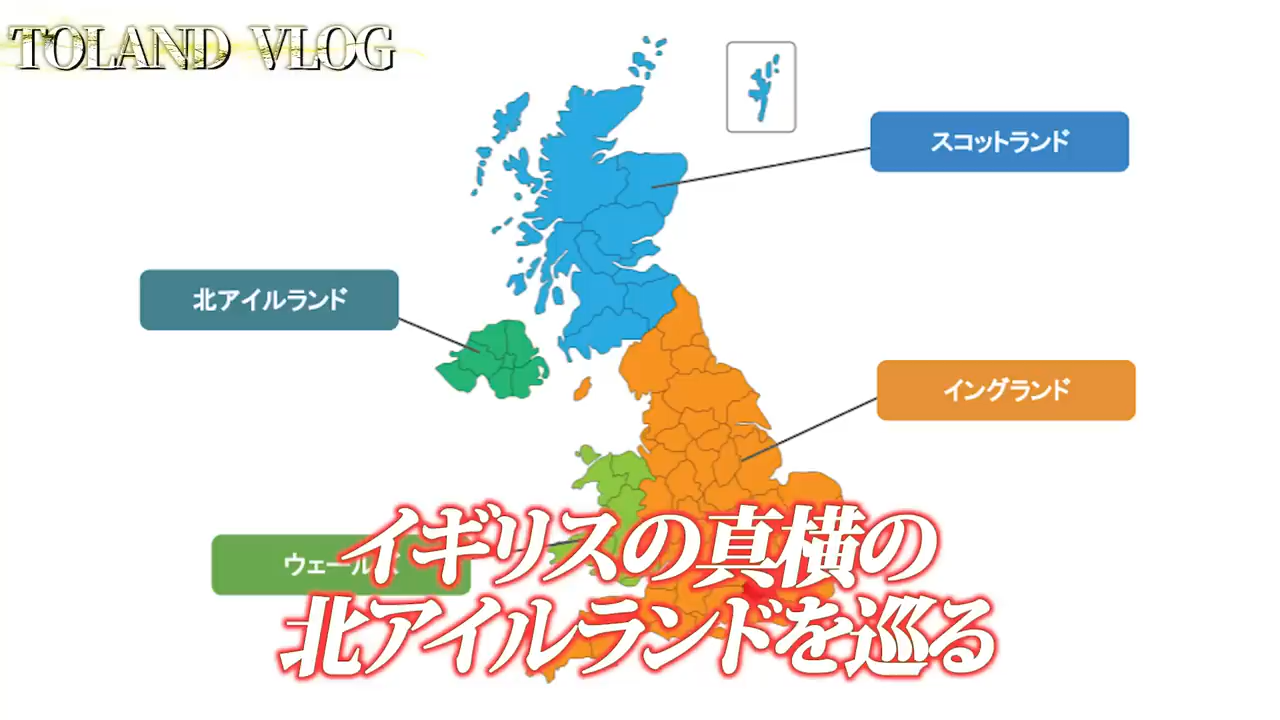 TOLAND VLOG
スコットランド
北アイルランド
イングランド
ウェールズ
イギリスの真横の
北アイルランドを巡る